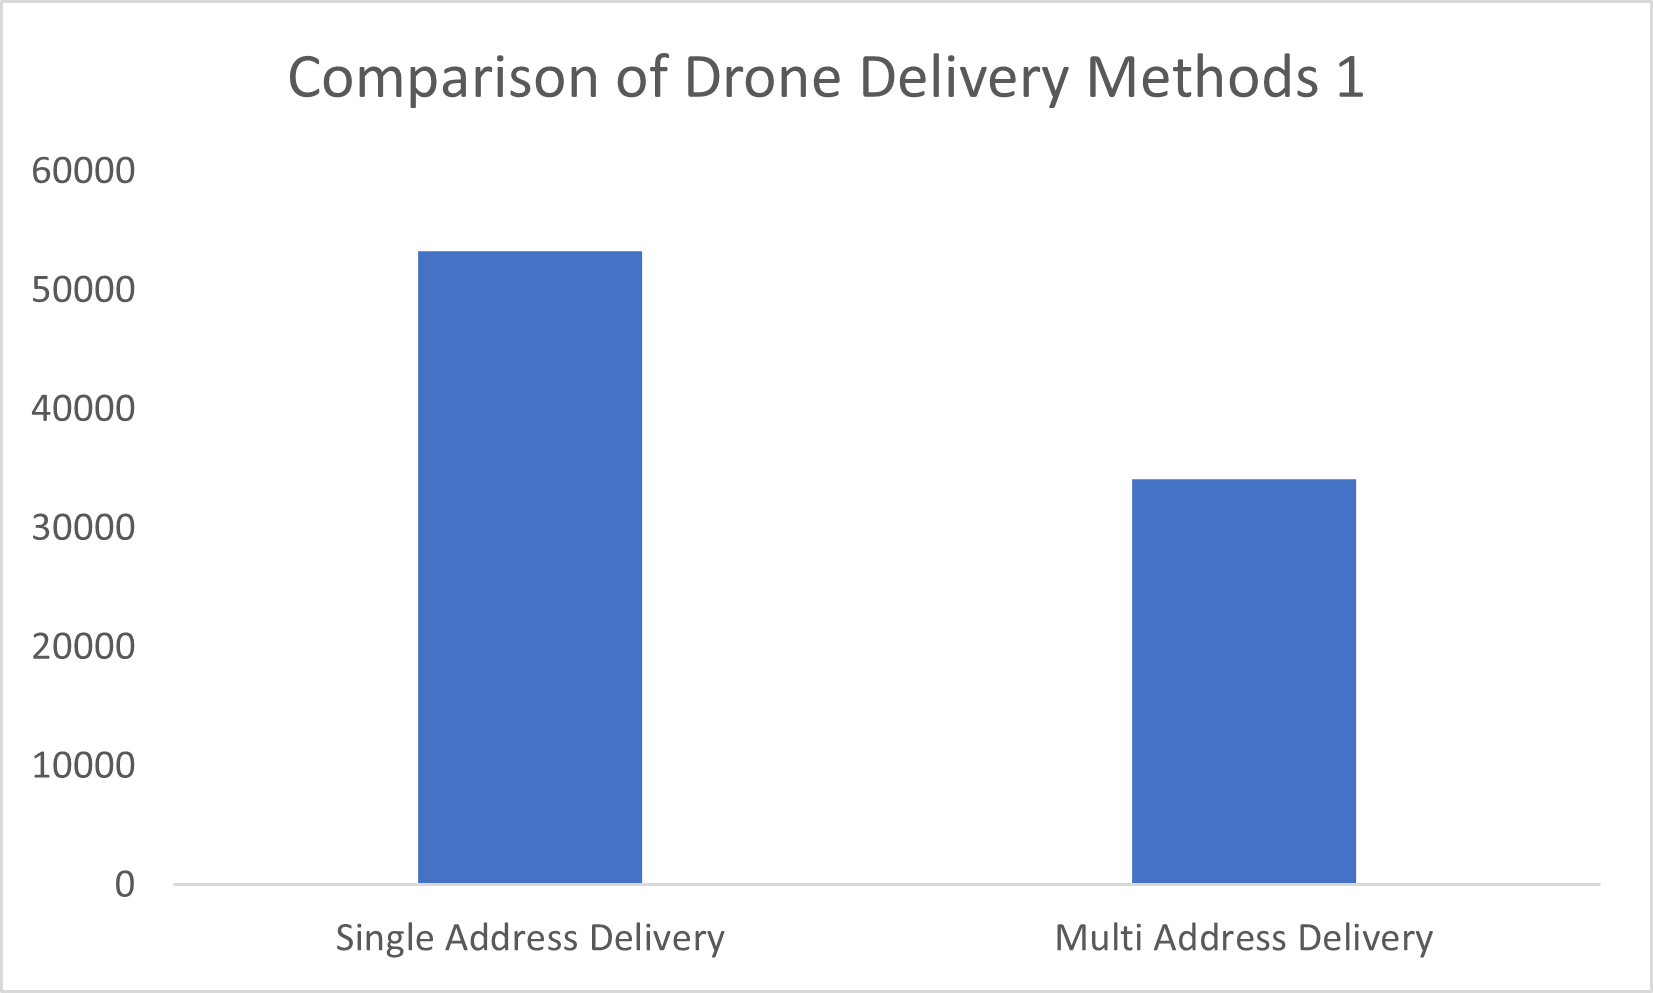 Comparison of Drone Delivery Methods 1
60000
50000
40000
30000
20000
10000
0
Single Address Delivery
Multi Address Delivery